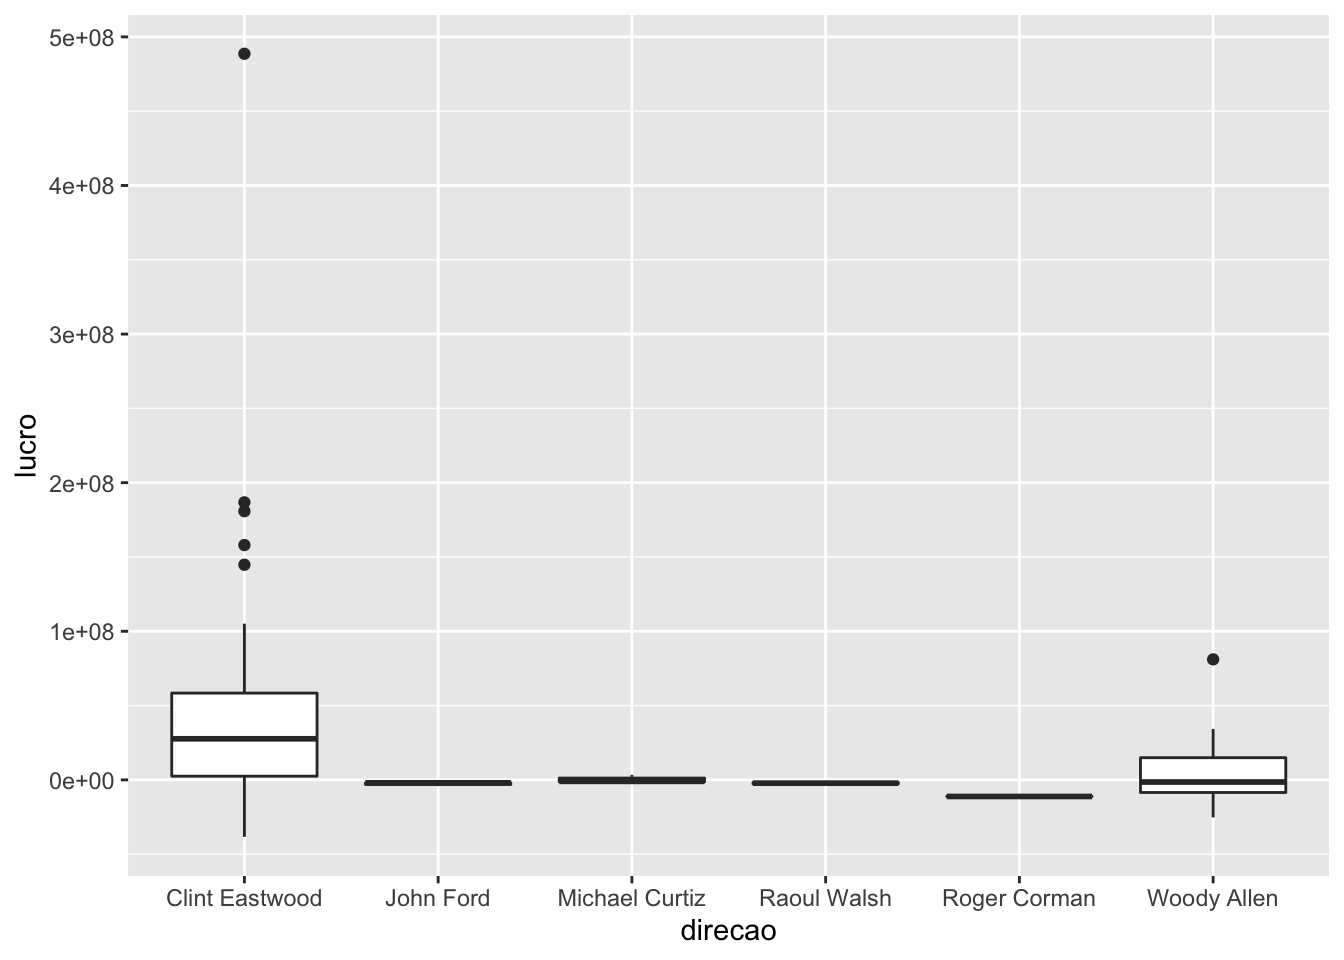 5e+08
4e+08
3e+08
2e+08
1e+08
0e+00
lucro
Clint Eastwood John Ford Michael Curtiz Raoul Walsh Roger Corman Woody Allen
direcao